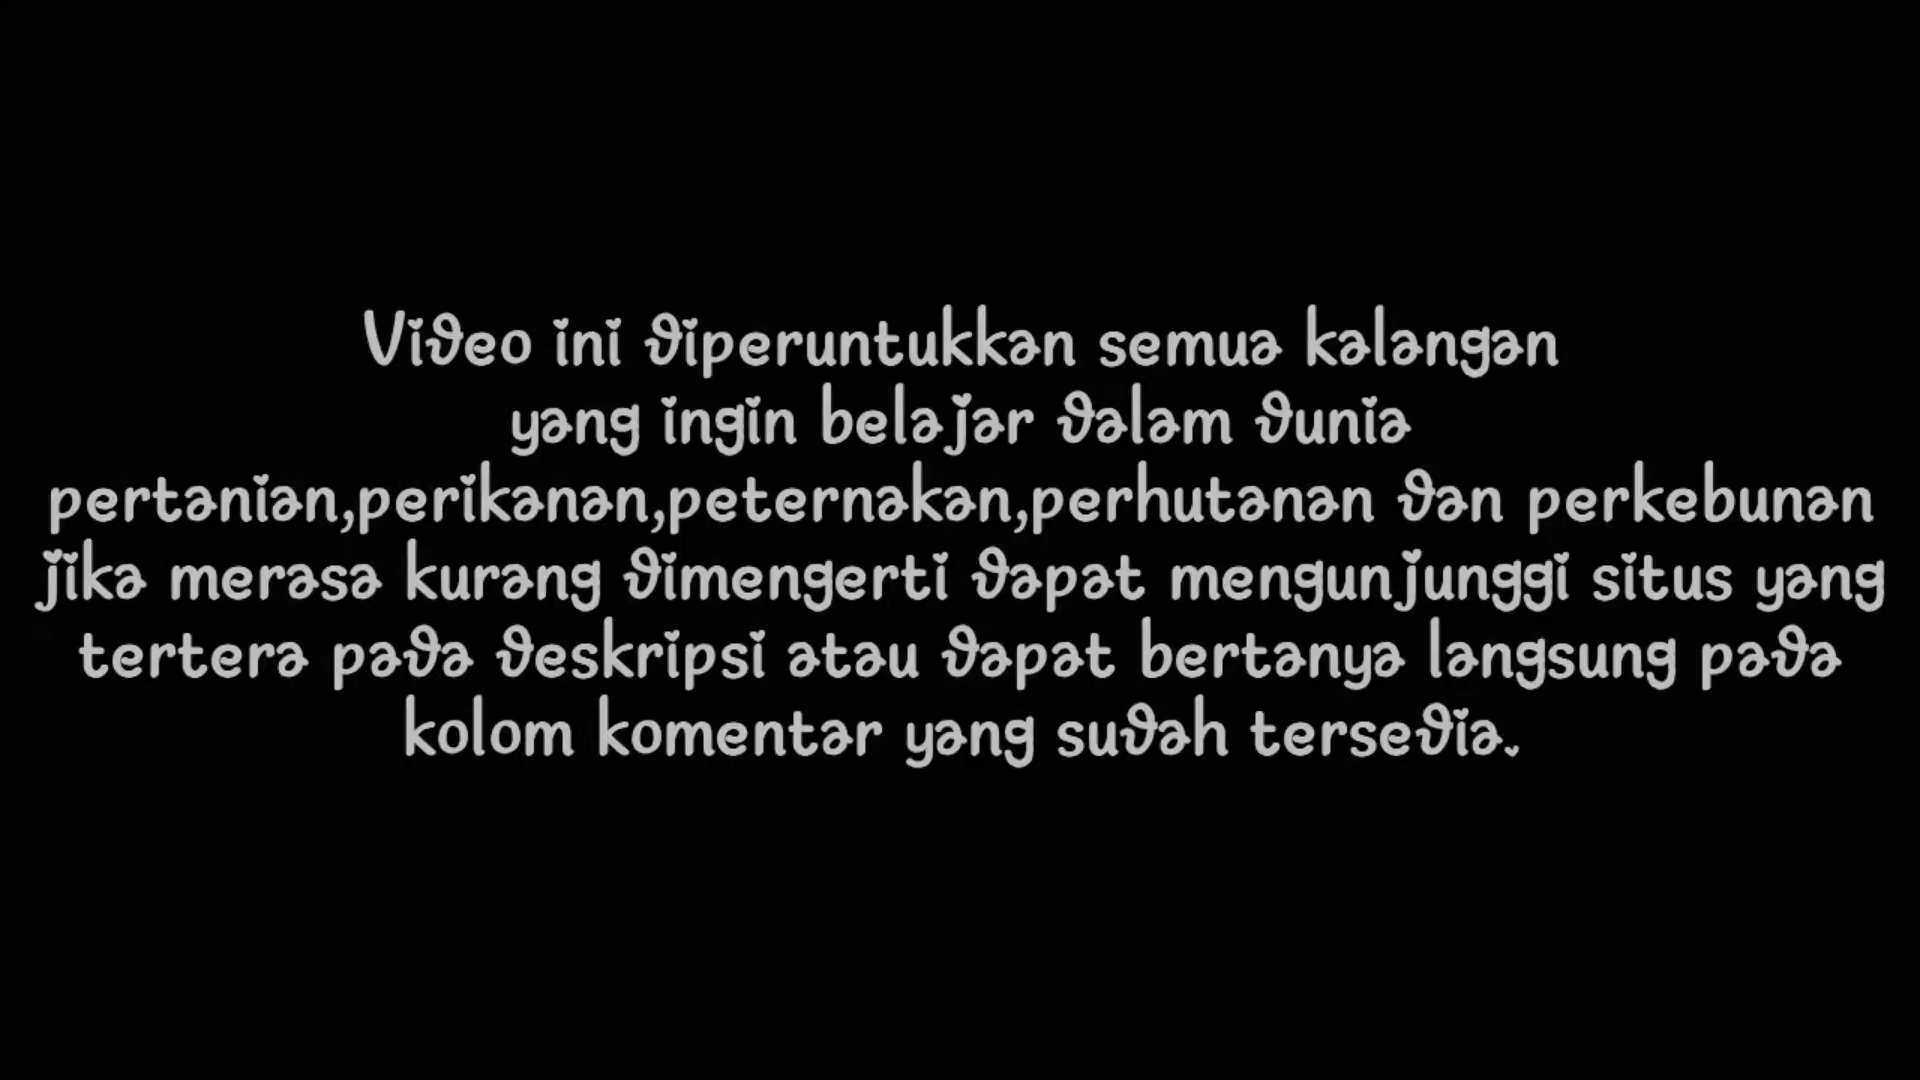 Video ini diperuntukkan semua kalangan
yang ingin belajar dalam dunia
pertanian,perikanan,peternakan,perhutanan dan perkebunan
jika merasa kurang dimengerti dapat mengunjunggi situs yang
tertera pada deskripsi atau dapat bertanya langsung pada
kolom komentar yang sudah tersedia.